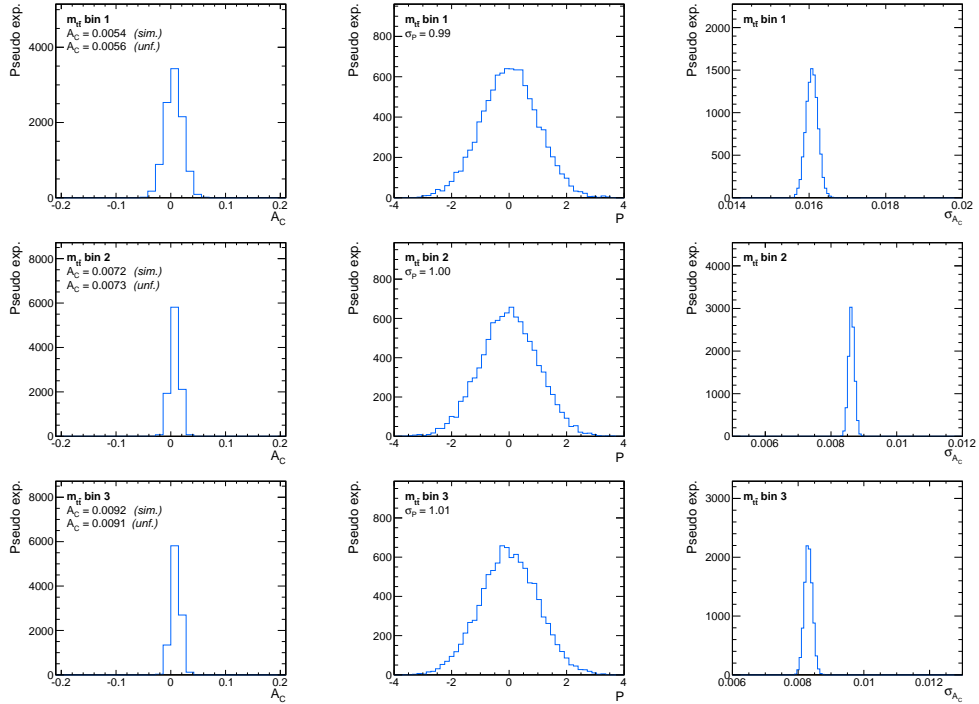 Pseudo exp.
m_tt̄ bin 1
A_C = 0.0054 (sim.)
A_C = 0.0056 (unf.)
4000
2000
0
-0.2 -0.1 0 0.1 0.2
A_C
Pseudo exp.
m_tt̄ bin 1
σ_P = 0.99
800
600
400
200
0
-4 -2 0 2 4
P
Pseudo exp.
m_tt̄ bin 1
2000
1500
1000
500
0
0.014 0.016 0.018 0.02
σ_A_C
Pseudo exp.
m_tt̄ bin 2
A_C = 0.0072 (sim.)
A_C = 0.0073 (unf.)
8000
6000
4000
2000
0
-0.2 -0.1 0 0.1 0.2
A_C
Pseudo exp.
m_tt̄ bin 2
σ_P = 1.00
800
600
400
200
0
-4 -2 0 2 4
P
Pseudo exp.
m_tt̄ bin 2
4000
3000
2000
1000
0
0.006 0.008 0.01 0.012
σ_A_C
Pseudo exp.
m_tt̄ bin 3
A_C = 0.0092 (sim.)
A_C = 0.0091 (unf.)
8000
6000
4000
2000
0
-0.2 -0.1 0 0.1 0.2
A_C
Pseudo exp.
m_tt̄ bin 3
σ_P = 1.01
800
600
400
200
0
-4 -2 0 2 4
P
Pseudo exp.
m_tt̄ bin 3
3000
2000
1000
0
0.006 0.008 0.01 0.012
σ_A_C